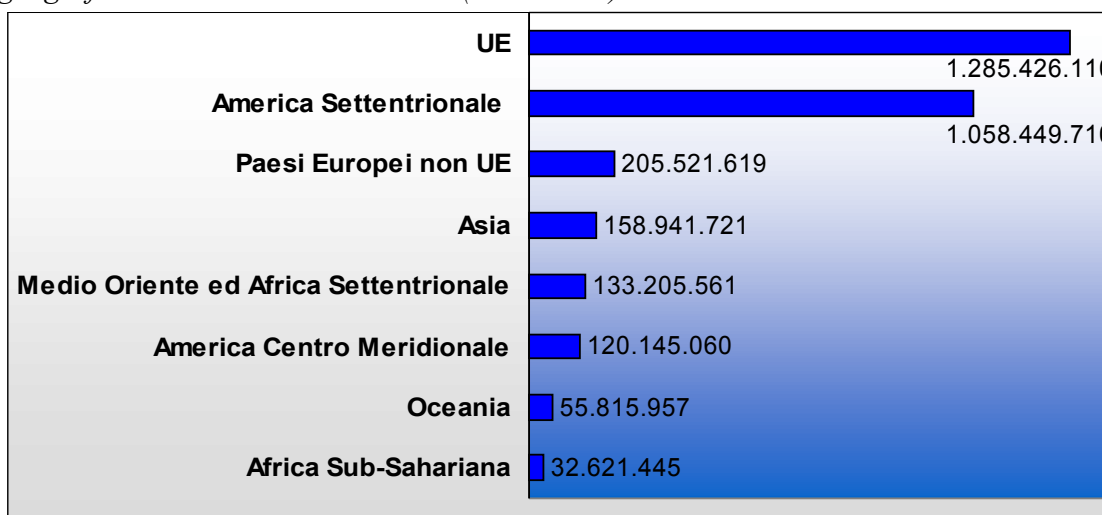 UE
1.285.426.110
America Settentrionale
1.058.449.710
Paesi Europei non UE 205.521.619
Asia 158.941.721
Medio Oriente ed Africa Settentrionale 133.205.561
America Centro Meridionale 120.145.060
Oceania 55.815.957
Africa Sub-Sahariana 32.621.445